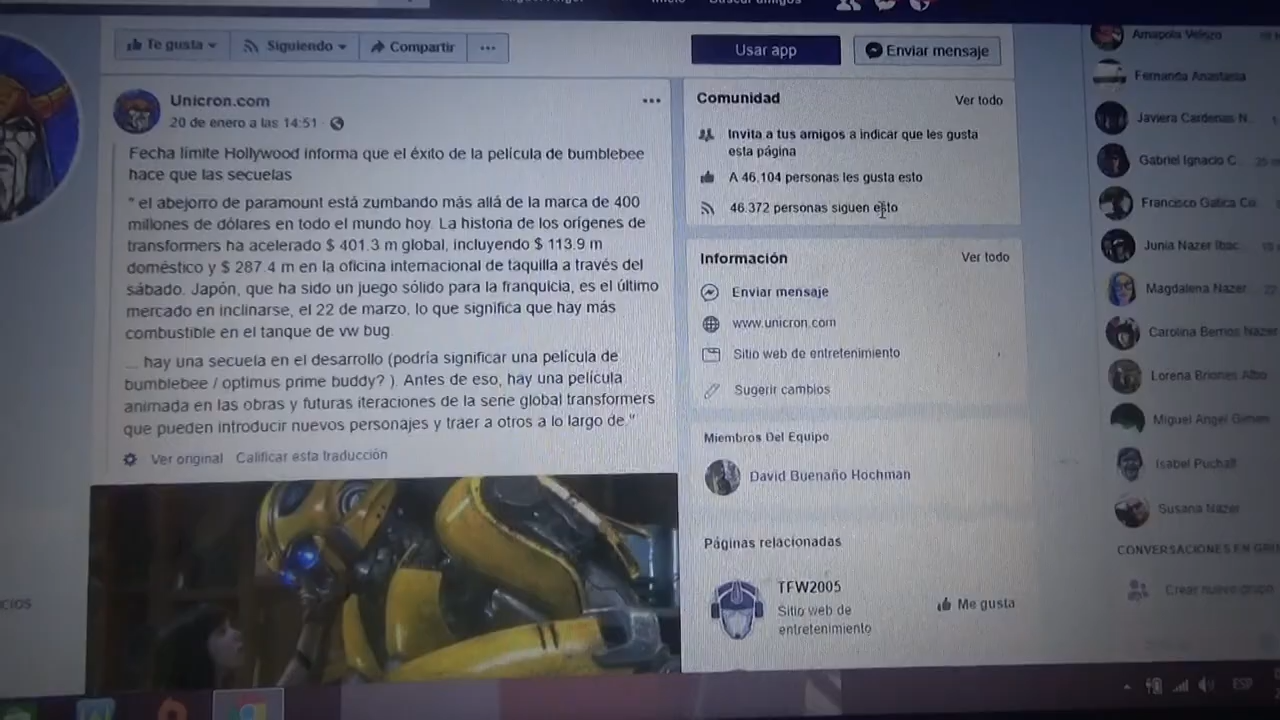 Te gusta
Siguiendo
Compartir
...
Usar app
Enviar mensaje
Unicron.com
20 de enero a las 14:51
Fecha límite Hollywood informa que el éxito de la película de bumblebee
hace que las secuelas
" el abejorro de paramount está zumbando más allá de la marca de 400
millones de dólares en todo el mundo hoy. La historia de los orígenes de
transformers ha acelerado $ 401.3 m global, incluyendo $ 113.9 m
doméstico y $ 287.4 m en la oficina internacional de taquilla a través del
sábado. Japón, que ha sido un juego sólido para la franquicia, es el último
mercado en inclinarse, el 22 de marzo, lo que significa que hay más
combustible en el tanque de vw bug.
... hay una secuela en el desarrollo (podría significar una película de
bumblebee / optimus prime buddy? ). Antes de eso, hay una película
animada en las obras y futuras iteraciones de la serie global transformers
que pueden introducir nuevos personajes y traer a otros a lo largo de."
Ver original Calificar esta traducción
Comunidad Ver todo
Invita a tus amigos a indicar que les gusta
esta página
A 46.104 personas les gusta esto
46.372 personas siguen esto
Información Ver todo
Enviar mensaje
www.unicron.com
Sitio web de entretenimiento
Sugerir cambios
Miembros Del Equipo
David Buenaño Hochman
Páginas relacionadas
TFW2005
Sitio web de
entretenimiento
Me gusta
Amapola Velozo
Fernanda Anastasia
Javiera Cardenas N...
Gabriel Ignacio C...
Francisco Gatica Co...
Junia Nazer Ibac...
Magdalena Nazer
Carolina Berrios Nazer
Lorena Briones Albo
Miguel Angel Gimen
Isabel Puchalt
Susana Nazer
CONVERSACIONES EN GRU
Crear nuevo grupo
CIOS
ESP